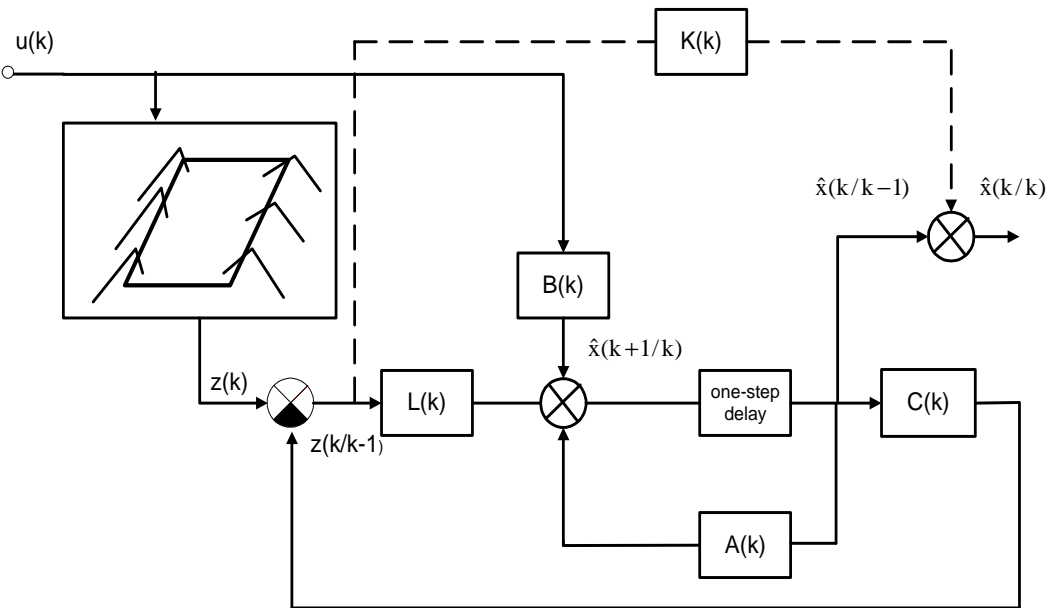 u(k)
K(k)
x̂(k/k−1)
x̂(k/k)
B(k)
x̂(k+1/k)
z(k)
L(k)
one-step
delay
C(k)
z(k/k-1)
A(k)